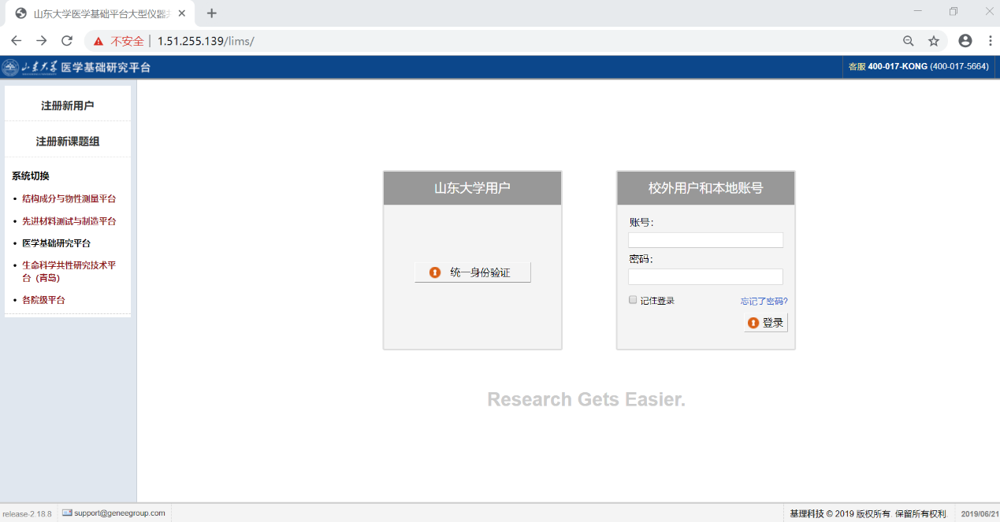 山东大学医学基础平台大型仪器
不安全
1.51.255.139/lims/
山东大学 医学基础研究平台
客服 400-017-KONG (400-017-5664)
注册新用户
注册新课题组
系统切换
结构成分与物性测量平台
先进材料测试与制造平台
医学基础研究平台
生命科学共性研究技术平
台（青岛）
各院级平台
山东大学用户
统一身份验证
校外用户和本地账号
账号:
密码:
记住登录
忘记了密码?
登录
Research Gets Easier.
release-2.18.8
support@geneegroup.com
基理科技 © 2019 版权所有. 保留所有权利.
2019/06/21